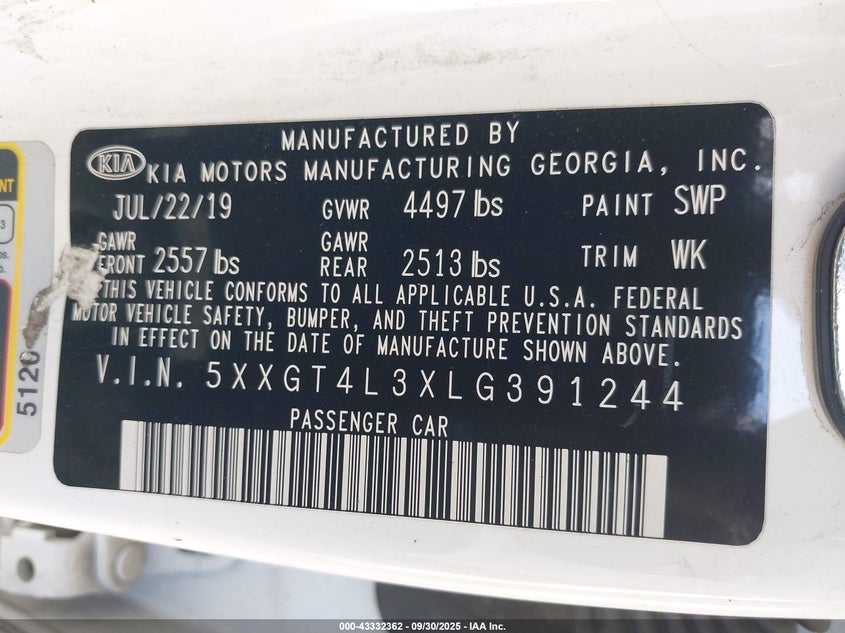 MANUFACTURED BY
KIA
KIA MOTORS MANUFACTURING GEORGIA, INC.
JUL/22/19 GVWR 4497 lbs PAINT SWP
GAWR FRONT 2557 lbs GAWR REAR 2513 lbs TRIM WK
THIS VEHICLE CONFORMS TO ALL APPLICABLE U.S.A. FEDERAL
MOTOR VEHICLE SAFETY, BUMPER, AND THEFT PREVENTION STANDARDS
IN EFFECT ON THE DATE OF MANUFACTURE SHOWN ABOVE.
V.I.N. 5XXGT4L3XLG391244
PASSENGER CAR
NT
3
5120
000-43332362 - 09/30/2025 - IAA Inc.